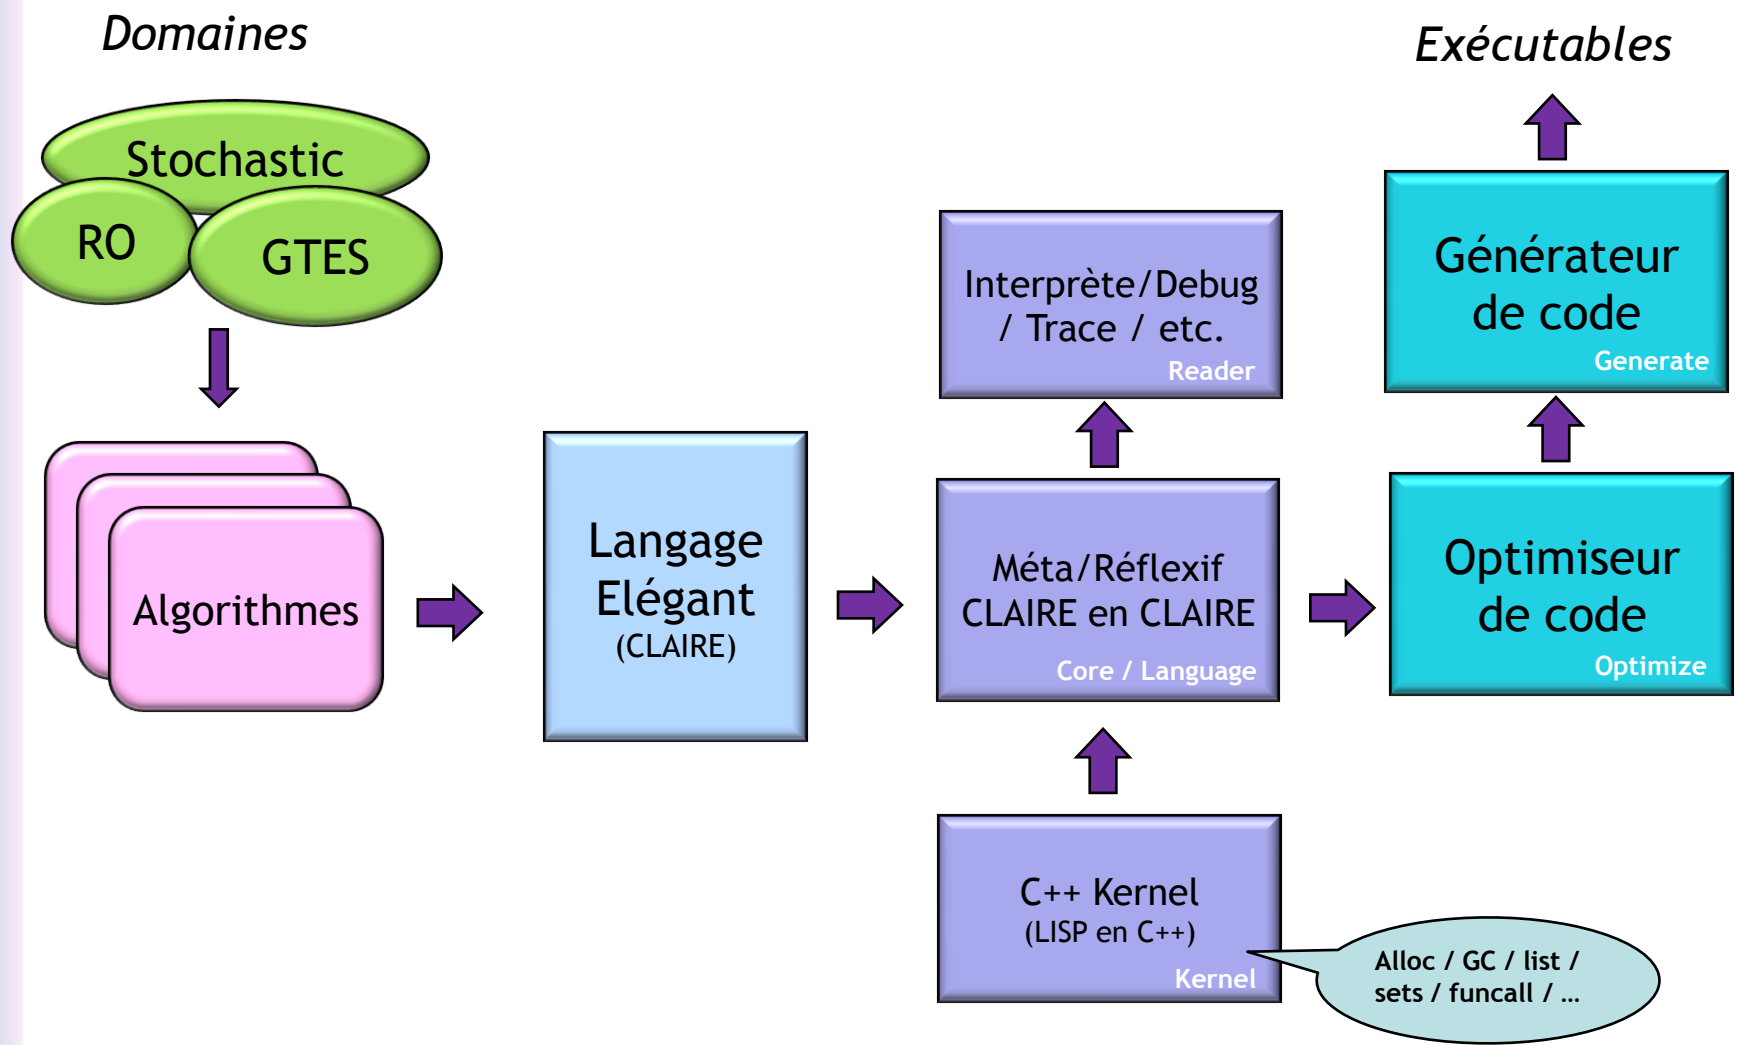 Domaines
Exécutables
Stochastic
RO
GTES
Algorithmes
Langage
Elégant
(CLAIRE)
Interprète/Debug
/ Trace / etc.
Reader
Méta/Réflexif
CLAIRE en CLAIRE
Core / Language
C++ Kernel
(LISP en C++)
Kernel
Alloc / GC / list /
sets / funcall / ...
Générateur
de code
Generate
Optimiseur
de code
Optimize